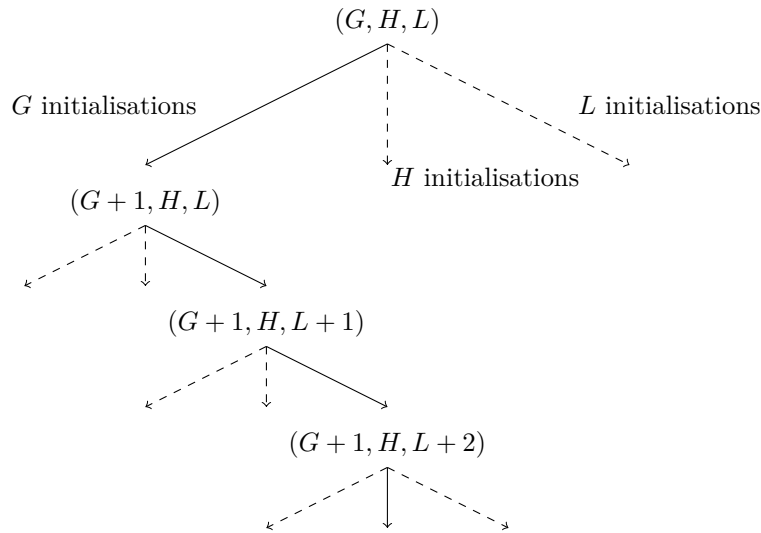 (G, H, L)
G initialisations
L initialisations
H initialisations
(G + 1, H, L)
(G + 1, H, L + 1)
(G + 1, H, L + 2)